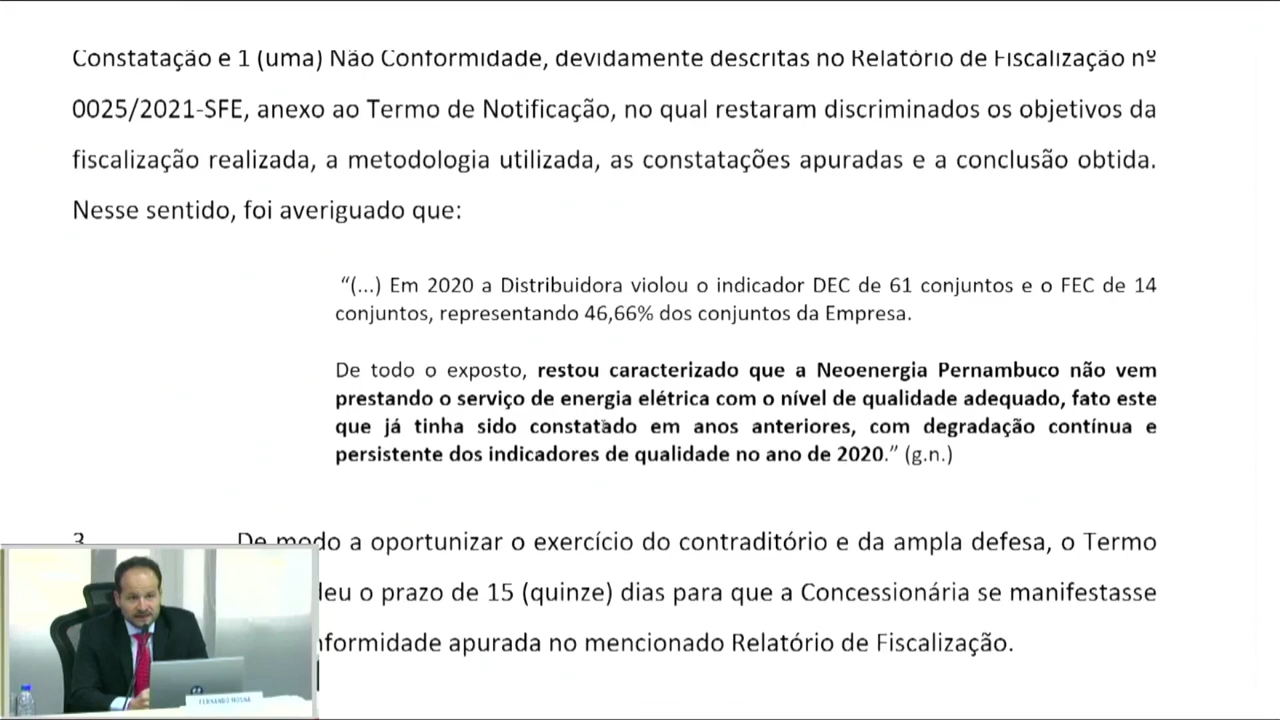 Constatação e 1 (uma) Não Conformidade, devidamente descritas no Relatório de Fiscalização nº
0025/2021-SFE, anexo ao Termo de Notificação, no qual restaram discriminados os objetivos da
fiscalização realizada, a metodologia utilizada, as constatações apuradas e a conclusão obtida.
Nesse sentido, foi averiguado que:
“(...) Em 2020 a Distribuidora violou o indicador DEC de 61 conjuntos e o FEC de 14
conjuntos, representando 46,66% dos conjuntos da Empresa.
De todo o exposto, restou caracterizado que a Neoenergia Pernambuco não vem
prestando o serviço de energia elétrica com o nível de qualidade adequado, fato este
que já tinha sido constatado em anos anteriores, com degradação contínua e
persistente dos indicadores de qualidade no ano de 2020.” (g.n.)
3 De modo a oportunizar o exercício do contraditório e da ampla defesa, o Termo
deu o prazo de 15 (quinze) dias para que a Concessionária se manifestasse
nformidade apurada no mencionado Relatório de Fiscalização.
FERNANDO MOSNA